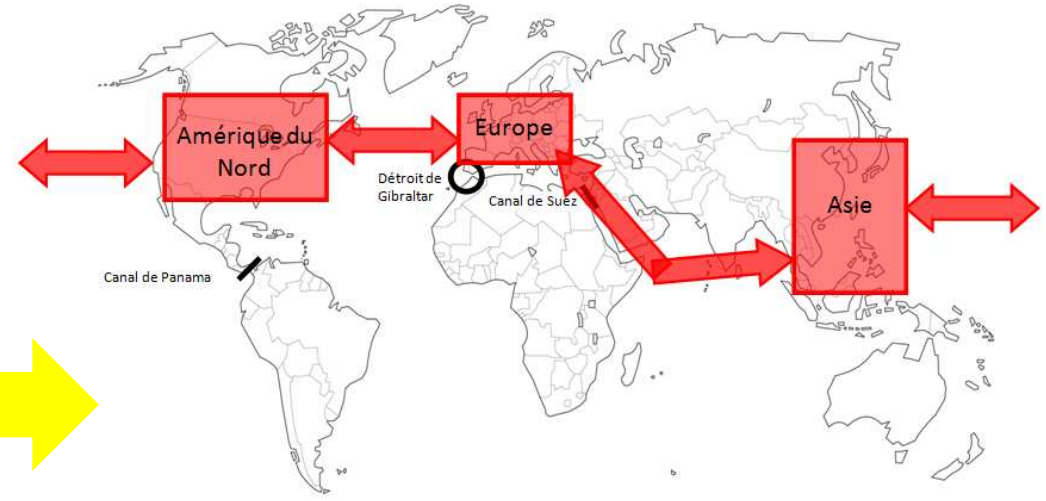 Amérique du
Nord
Europe
Asie
Détroit de
Gibraltar
Canal de Suez
Canal de Panama